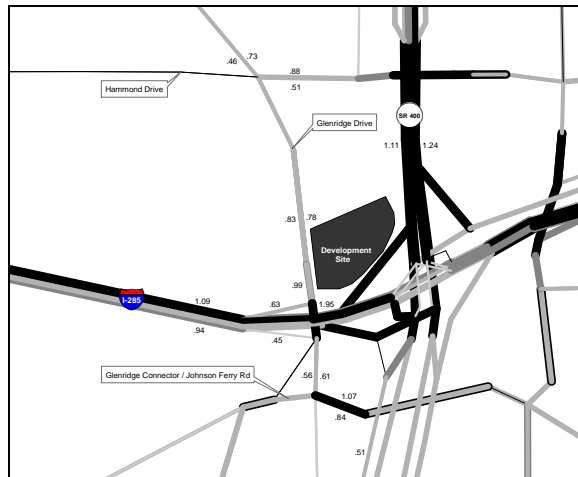 .73
.46
.88
.51
Hammond Drive
Glenridge Drive
SR 400
1.11
1.24
.83
.78
Development
Site
.99
1.09
.63
1.95
I-285
.94
.45
Glenridge Connector / Johnson Ferry Rd
.56
.61
1.07
.84
.51